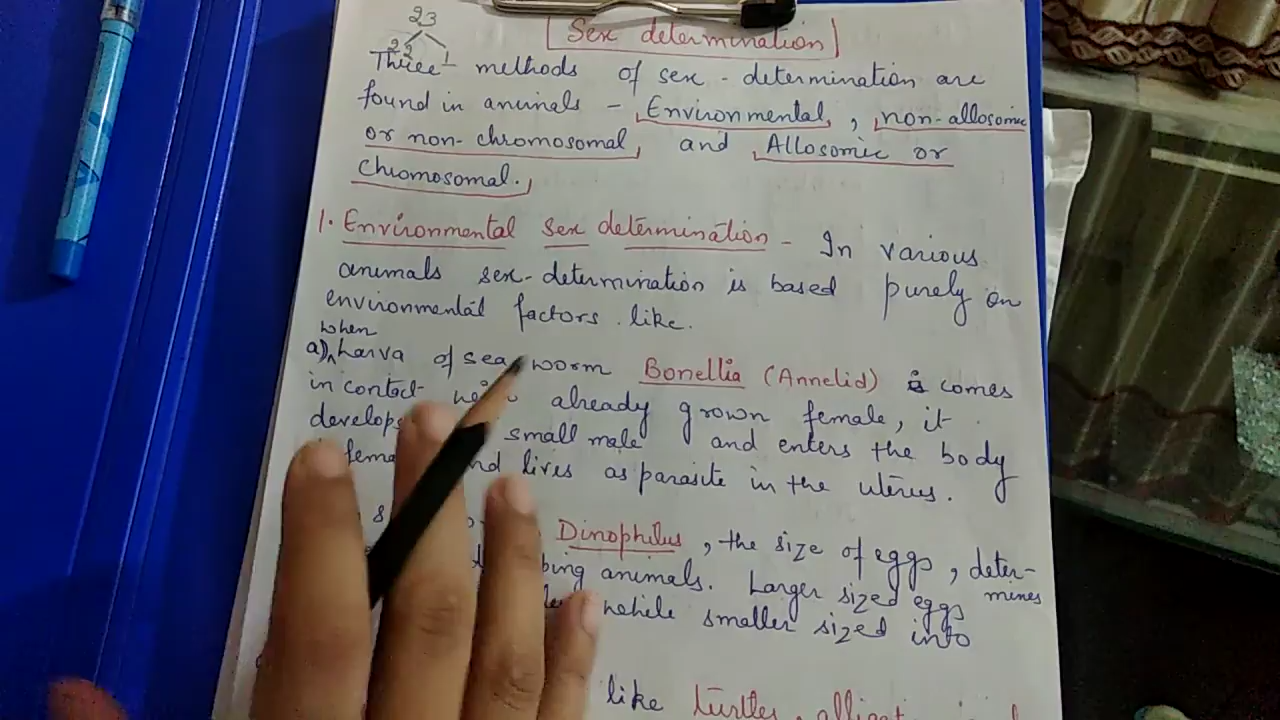 23
22 1
Sex determination
Three methods of sex-determination are
found in animals - Environmental, non-allosomic
or non-chromosomal, and Allosomic or
Chromosomal.
1. Environmental sex determination - In various
animals sex-determination is based purely on
environmental factors like.
when
a) Larva of sea worm Bonellia (Annelid) comes
in contact already grown female, it
develops small male and enters the body
lives as parasite in the uterus.
Dinophilus, the size of eggs, deter-
animals. Larger sized eggs mines
while smaller sized into
like turtles,